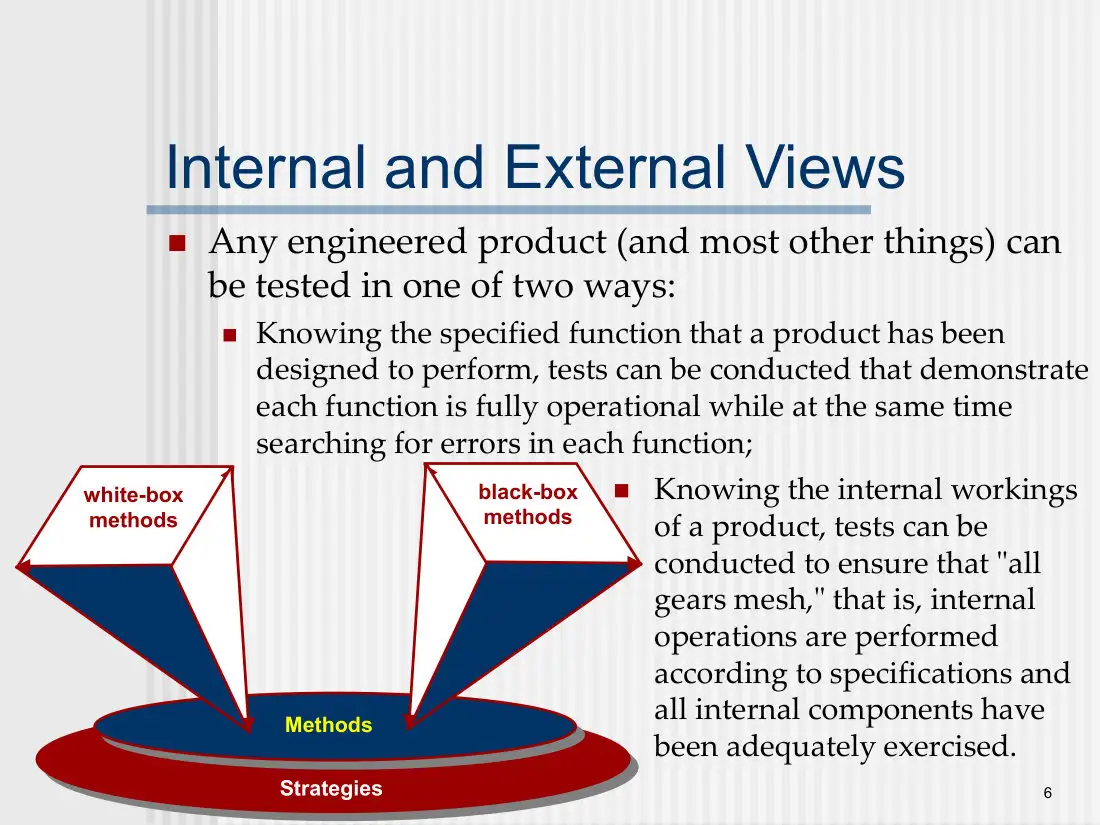 Internal and External Views
■ Any engineered product (and most other things) can
be tested in one of two ways:
■ Knowing the specified function that a product has been
designed to perform, tests can be conducted that demonstrate
each function is fully operational while at the same time
searching for errors in each function;
white-box
methods
black-box
methods
■ Knowing the internal workings
of a product, tests can be
conducted to ensure that "all
gears mesh," that is, internal
operations are performed
according to specifications and
all internal components have
been adequately exercised.
Methods
Strategies
6